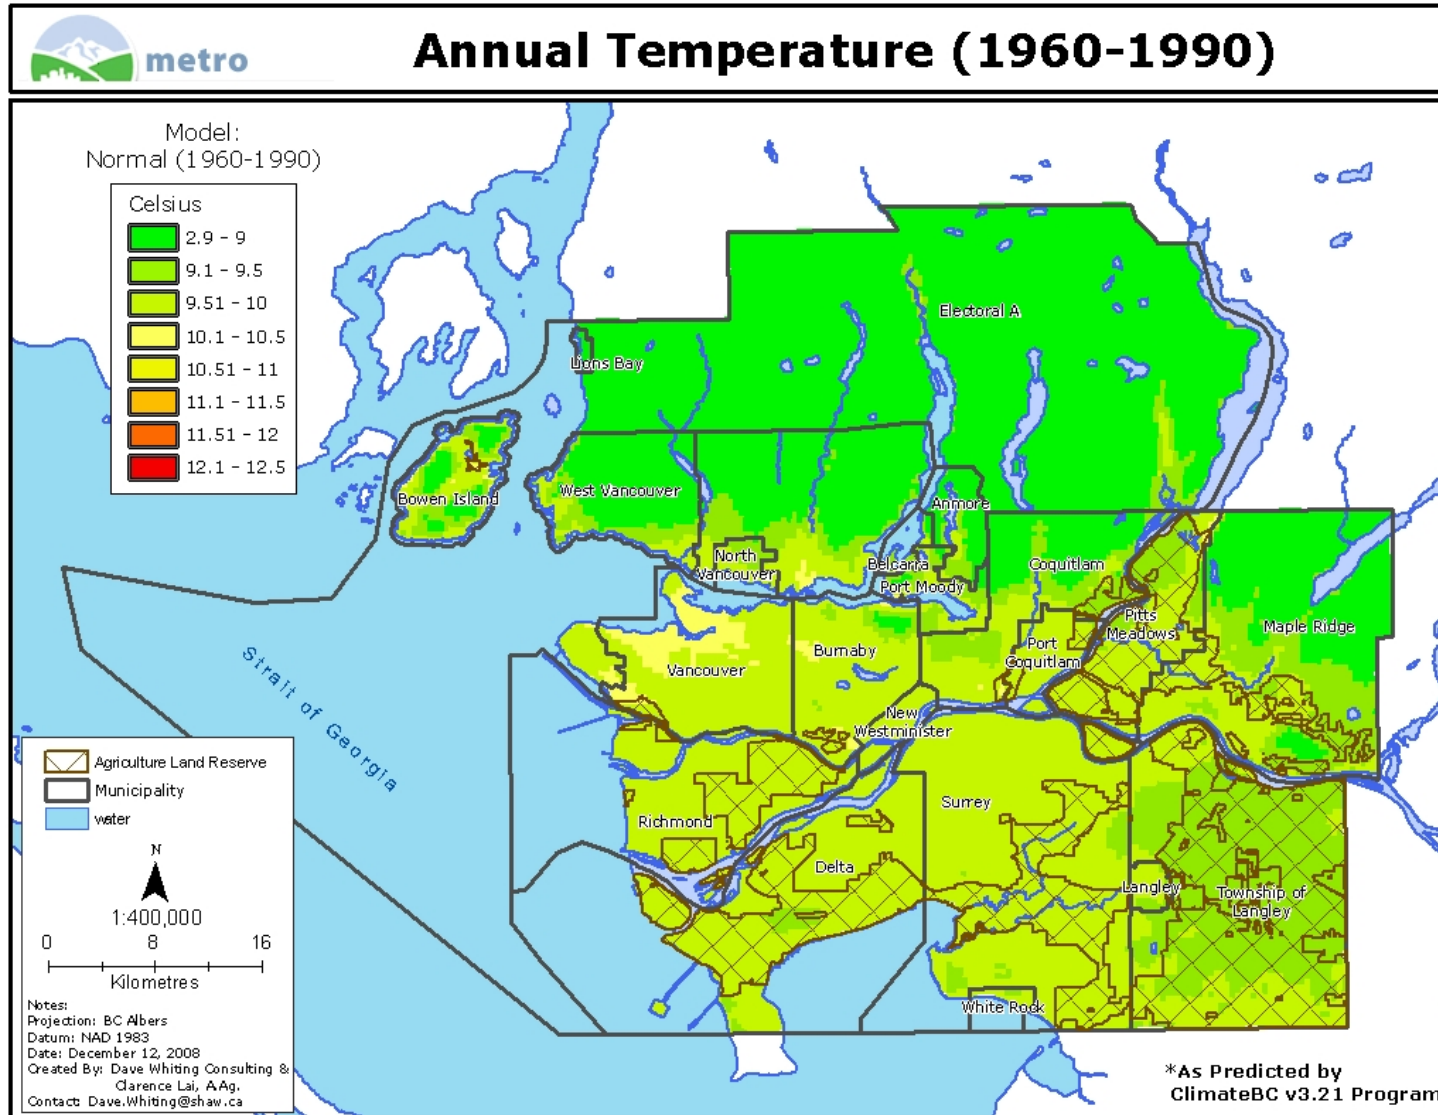 metro
Annual Temperature (1960-1990)
Model:
Normal (1960-1990)
Celsius
2.9 - 9
9.1 - 9.5
9.51 - 10
10.1 - 10.5
10.51 - 11
11.1 - 11.5
11.51 - 12
12.1 - 12.5
Electoral A
Lions Bay
Bowen Island
West Vancouver
Anmore
North
Vancouver
Belcarra
Port Moody
Coquitlam
Pitts
Meadows
Maple Ridge
Port
Coquitlam
Burnaby
Vancouver
New
Westminister
Strait of Georgia
Surrey
Richmond
Delta
Langley
Township of
Langley
White Rock
Agriculture Land Reserve
Municipality
water
N
1:400,000
0 8 16
Kilometres
Notes:
Projection: BC Albers
Datum: NAD 1983
Date: December 12, 2008
Created By: Dave Whiting Consulting &
Clarence Lai, A.Ag.
Contact: Dave.Whiting@shaw.ca
*As Predicted by
ClimateBC v3.21 Program